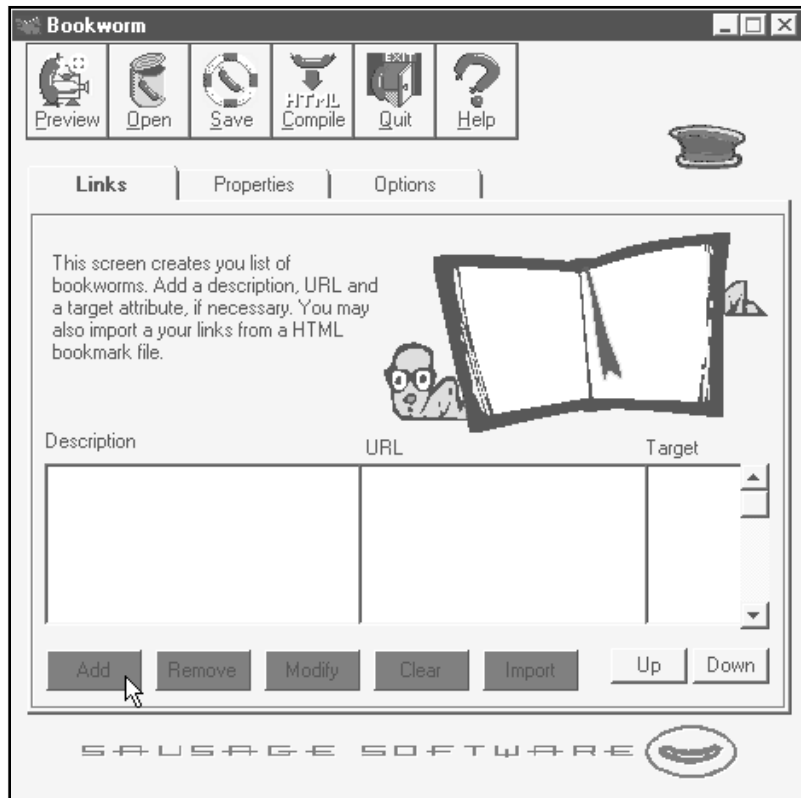 Bookworm
EXIT
HTML
Preview Open Save Compile Quit Help
Links Properties Options
This screen creates you list of
bookworms. Add a description, URL and
a target attribute, if necessary. You may
also import a your links from a HTML
bookmark file.
Description URL Target
Add Remove Modify Clear Import Up Down
SAUSAGE SOFTWARE